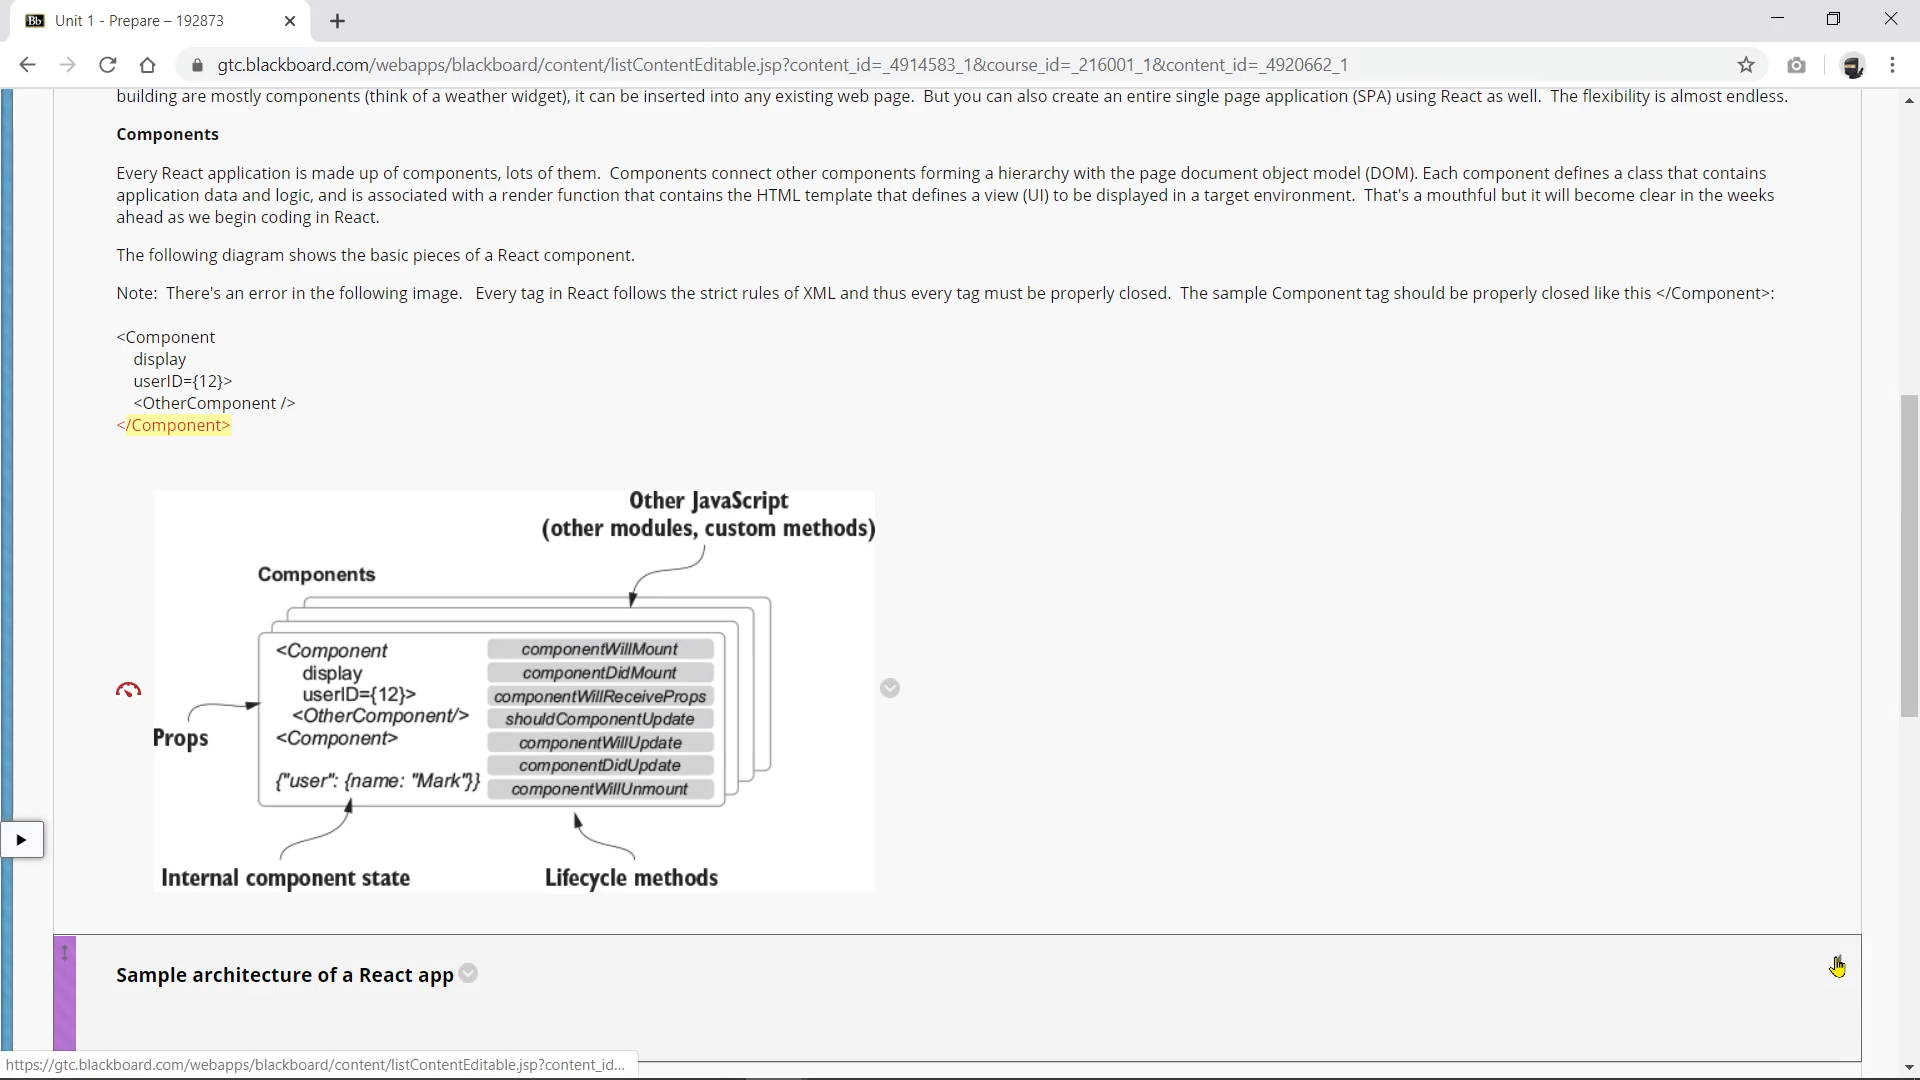 Bb Unit 1 - Prepare – 192873
gtc.blackboard.com/webapps/blackboard/content/listContentEditable.jsp?content_id=_4914583_1&course_id=_216001_1&content_id=_4920662_1
building are mostly components (think of a weather widget), it can be inserted into any existing web page.  But you can also create an entire single page application (SPA) using React as well.  The flexibility is almost endless.
Components
Every React application is made up of components, lots of them.  Components connect other components forming a hierarchy with the page document object model (DOM). Each component defines a class that contains
application data and logic, and is associated with a render function that contains the HTML template that defines a view (UI) to be displayed in a target environment.  That's a mouthful but it will become clear in the weeks
ahead as we begin coding in React.
The following diagram shows the basic pieces of a React component.
Note:  There's an error in the following image.   Every tag in React follows the strict rules of XML and thus every tag must be properly closed.  The sample Component tag should be properly closed like this </Component>:
<Component
display
userID={12}>
<OtherComponent />
</Component>
Other JavaScript
(other modules, custom methods)
Components
<Component
display
userID={12}>
<OtherComponent/>
<Component>
{"user": {name: "Mark"}}
componentWillMount
componentDidMount
componentWillReceiveProps
shouldComponentUpdate
componentWillUpdate
componentDidUpdate
componentWillUnmount
Props
Internal component state
Lifecycle methods
Sample architecture of a React app
https://gtc.blackboard.com/webapps/blackboard/content/listContentEditable.jsp?content_id...